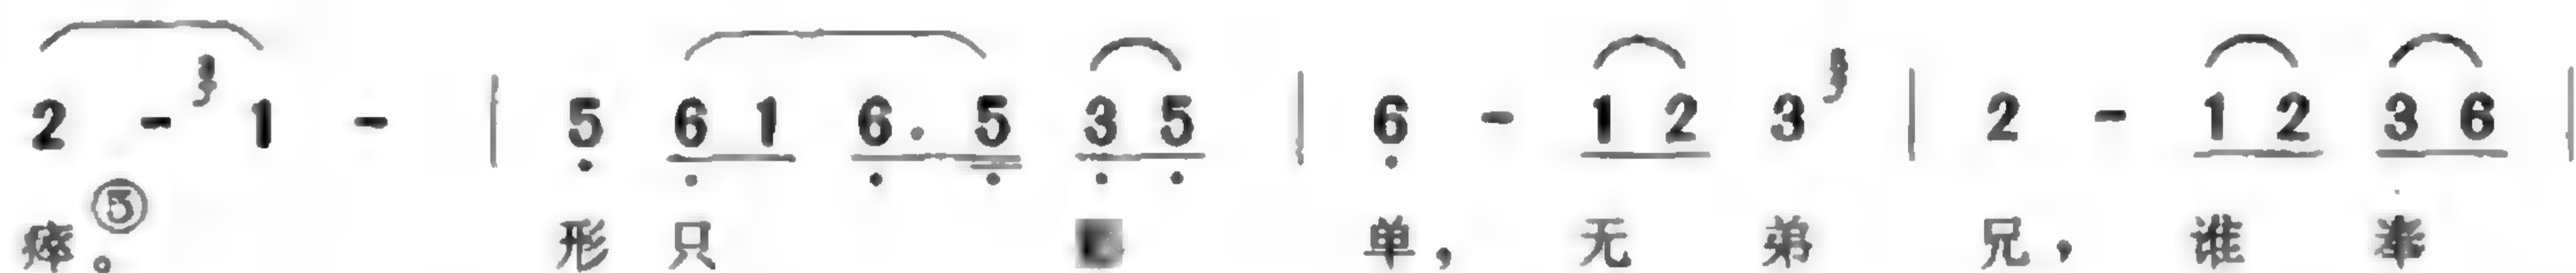 2 - 1 - | 5 6 1 6. 5 3 5 | 6 - 1 2 3 | 2 - 1 2 3 6 |
瘁。⑤ 形 只 单, 无 弟 兄, 谁 奉